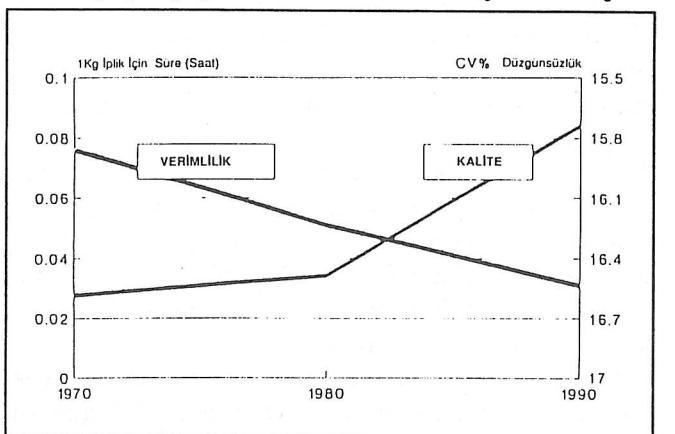 1Kg İplik İçin Sure (Saat) CV% Düzgunsüzlük
0.1 15.5
0.08 15.8
VERİMLİLİK KALİTE
0.06 16.1
0.04 16.4
0.02 16.7
0 17
1970 1980 1990